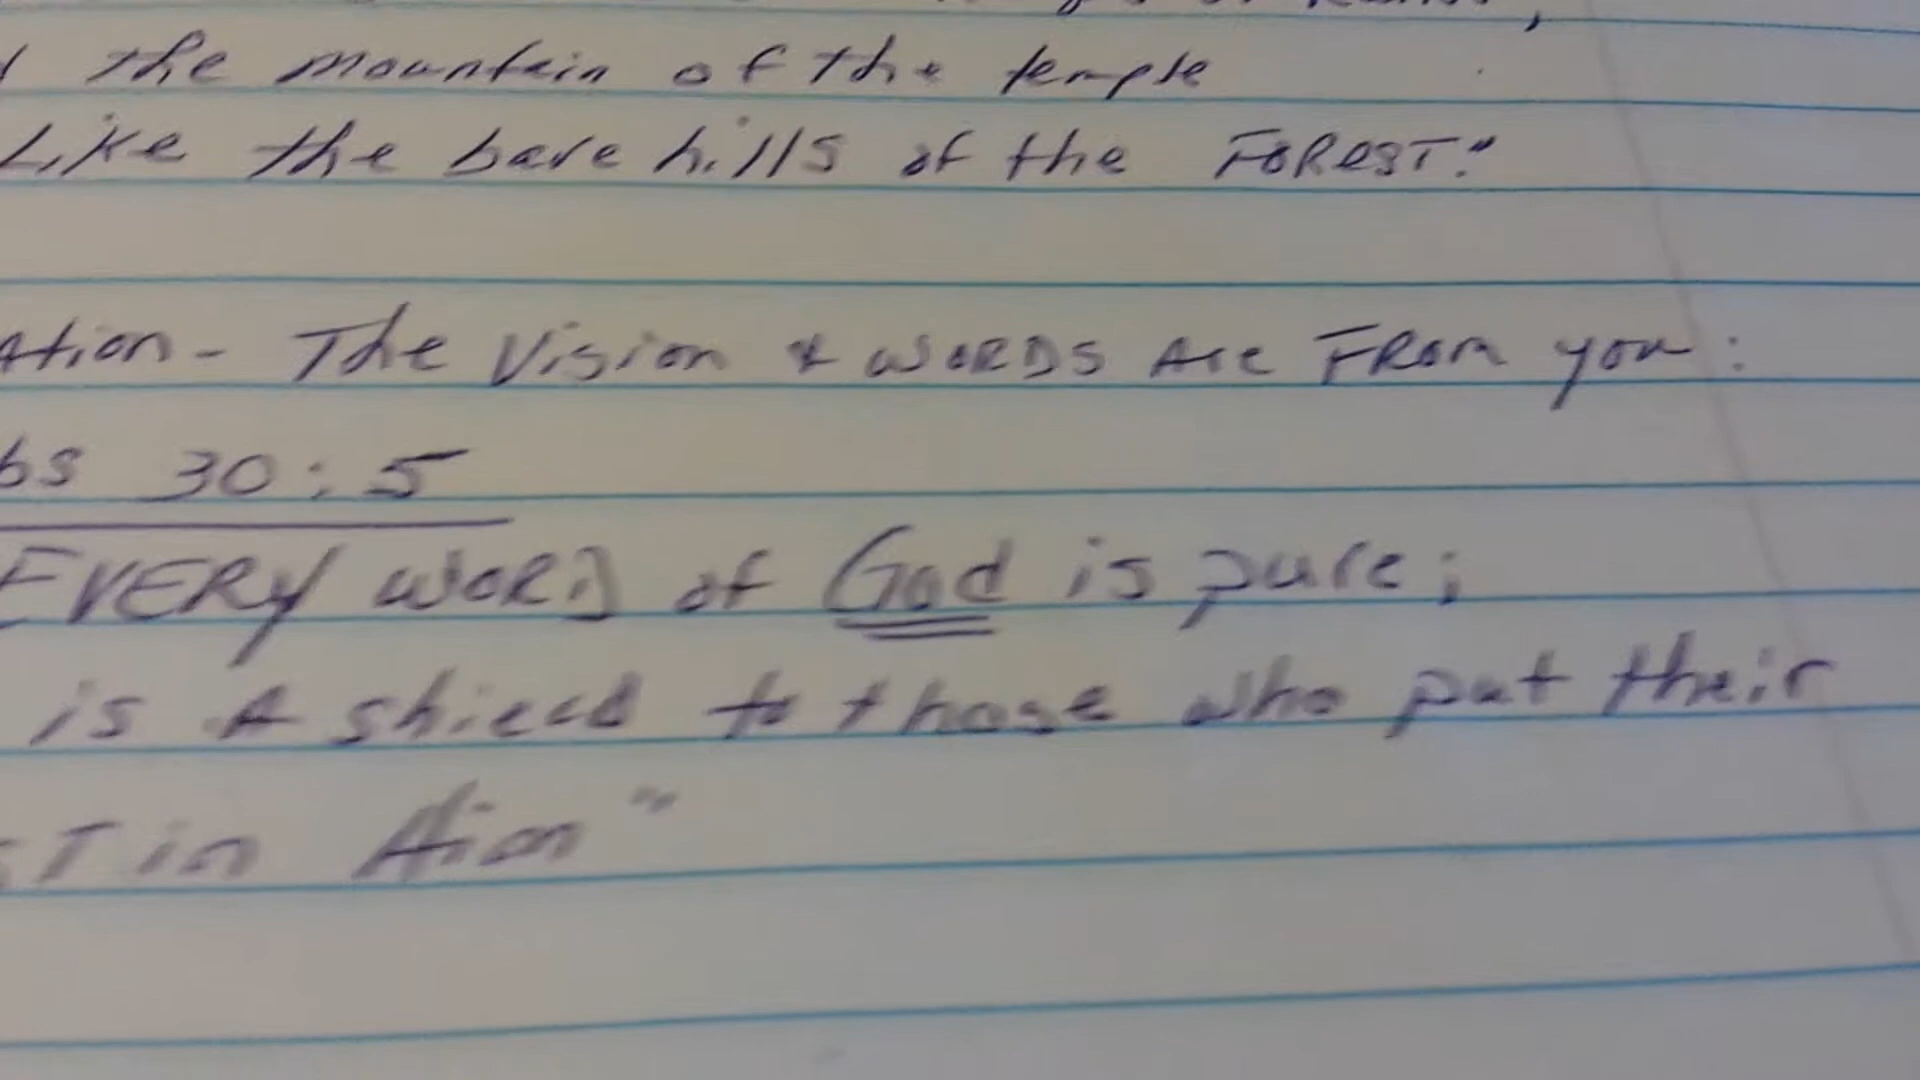 the mountain of the temple
Like the bare hills of the FOREST."
Ation - The Vision & WORDS Are FROM you:
bs 30:5
EVERY WORD of God is pure;
is A shield to those who put their
ST in Him"